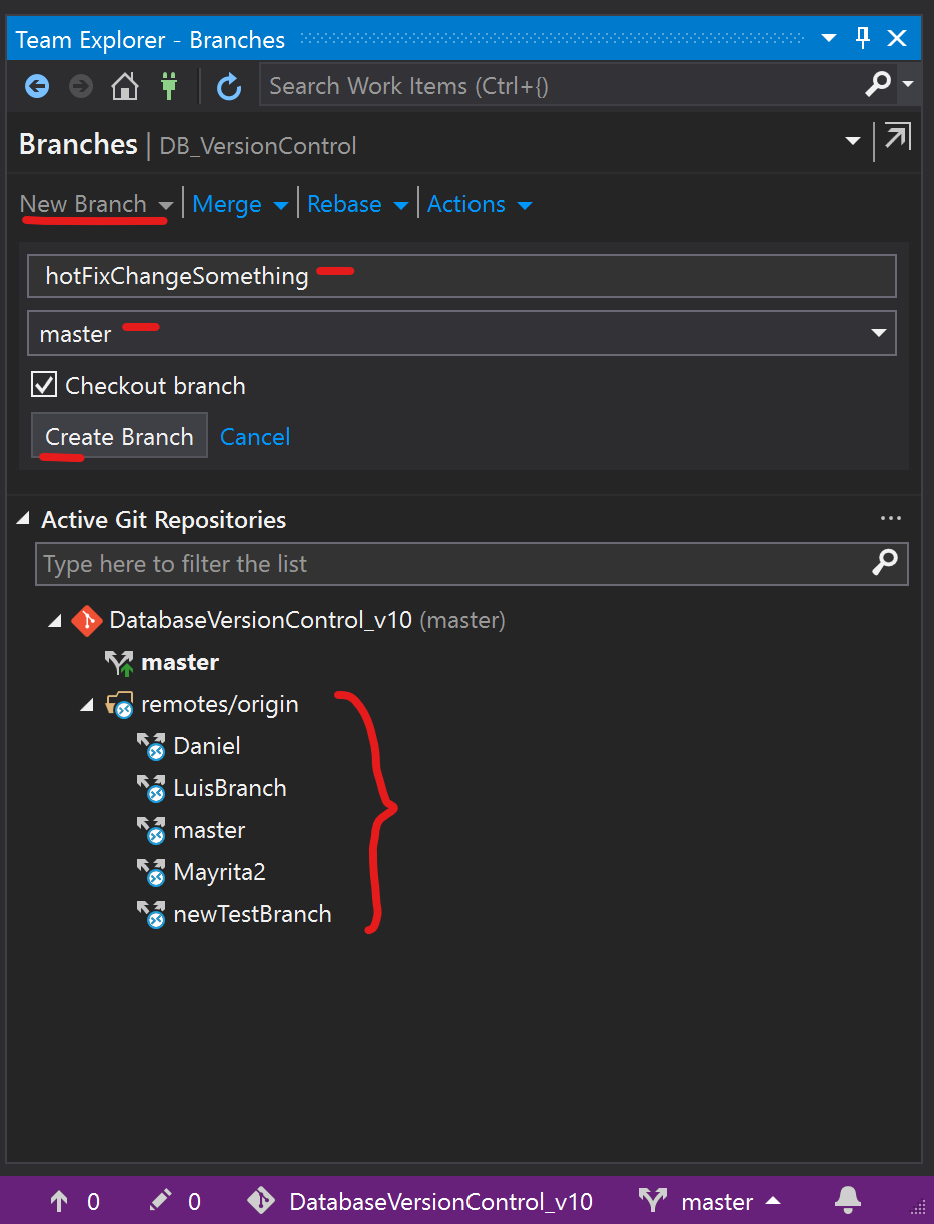 Team Explorer - Branches
Search Work Items (Ctrl+{)
Branches | DB_VersionControl
New Branch | Merge | Rebase | Actions
hotFixChangeSomething
master
Checkout branch
Create Branch Cancel
Active Git Repositories ...
Type here to filter the list
DatabaseVersionControl_v10 (master)
master
remotes/origin
Daniel
LuisBranch
master
Mayrita2
newTestBranch
0 0 DatabaseVersionControl_v10 master